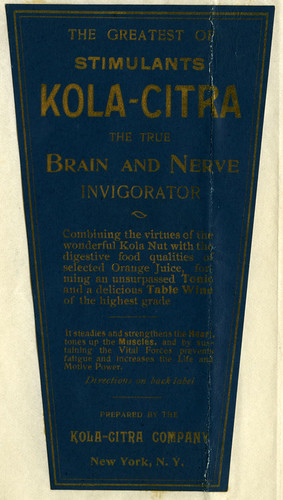 THE GREATEST OF
STIMULANTS
KOLA-CITRA
THE TRUE
BRAIN AND NERVE
INVIGORATOR
Combining the virtues of the
wonderful Kola Nut with the
digestive food qualities of
selected Orange Juice, for-
ming an unsurpassed Tonic
and a delicious Table Wine
of the highest grade
It steadies and strengthens the Heart,
tones up the Muscles, and by sus-
taining the Vital Forces prevents
fatigue and increases the Life and
Motive Power.
Directions on back label
PREPARED BY THE
KOLA-CITRA COMPANY
New York, N. Y.